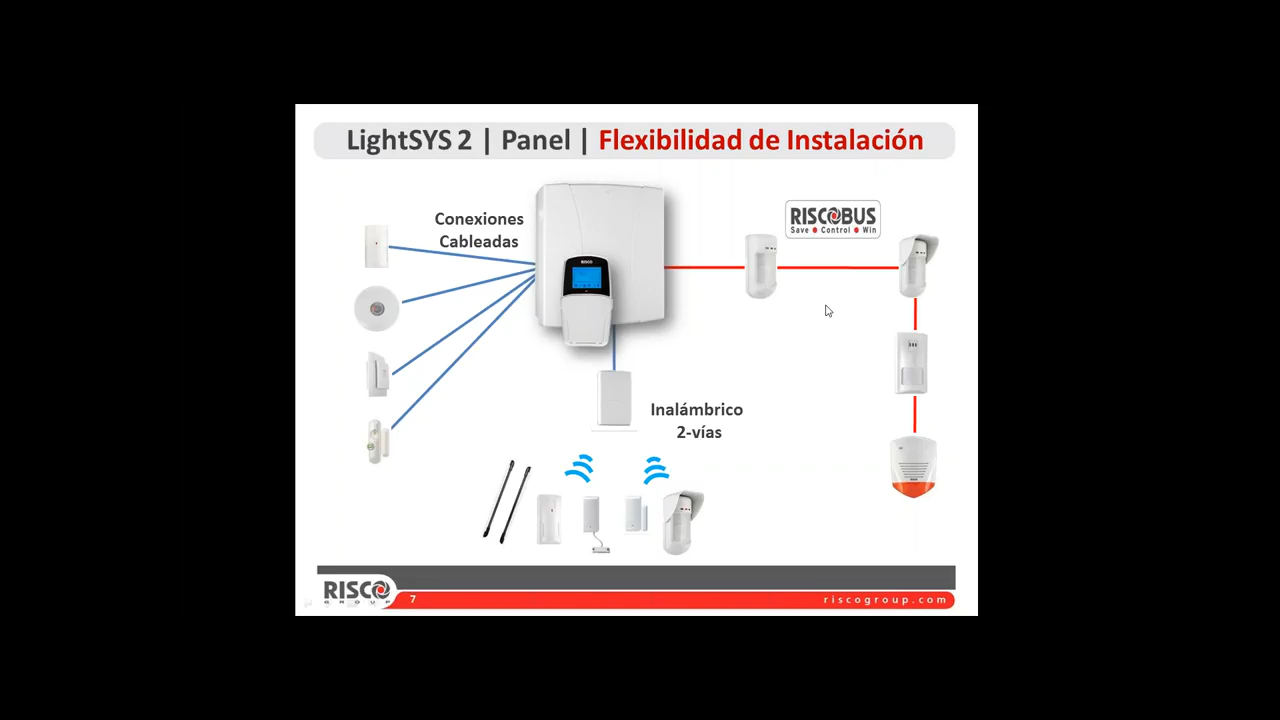 LightSYS 2 | Panel | Flexibilidad de Instalación
Conexiones
Cableadas
RISCO
RISCOBUS
Save • Control • Win
Inalámbrico
2-vías
RISCO
GROUP
7
riscogroup.com